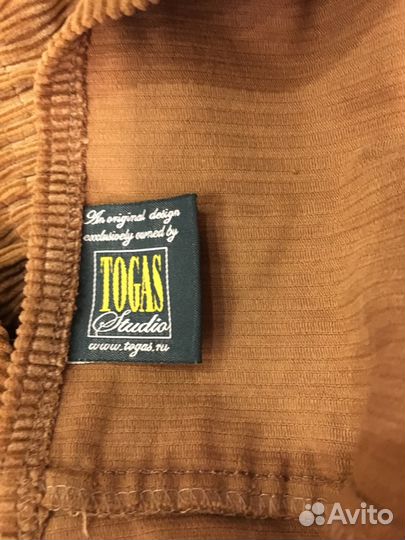 An original design
exclusively owned by
TOGAS
Studio
www.togas.ru
Avito